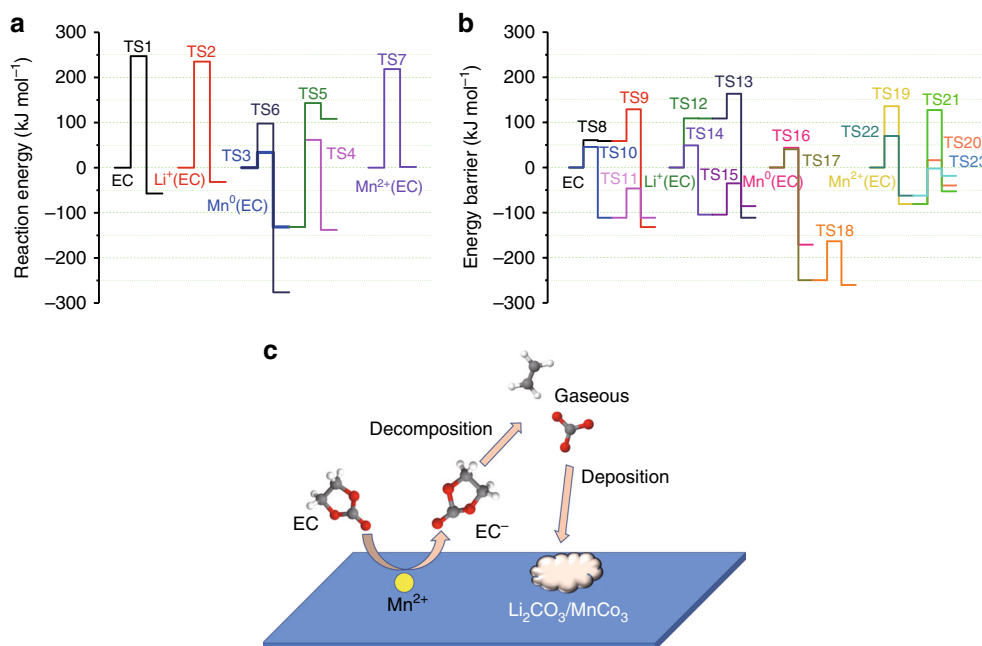 a
Reaction energy (kJ mol⁻¹)
300
200
100
0
–100
–200
–300
TS1
TS2
TS3
TS6
TS5
TS4
TS7
EC
Li⁺(EC)
Mn⁰(EC)
Mn²⁺(EC)
b
Energy barrier (kJ mol⁻¹)
300
200
100
0
–100
–200
–300
TS8
TS9
TS10
TS11
TS12
TS13
TS14
TS15
TS16
TS17
TS18
TS19
TS21
TS22
TS20
TS23
EC
Li⁺(EC)
Mn⁰(EC)
Mn²⁺(EC)
c
Gaseous
Decomposition
Deposition
EC
EC⁻
Mn²⁺
Li₂CO₃/MnCo₃